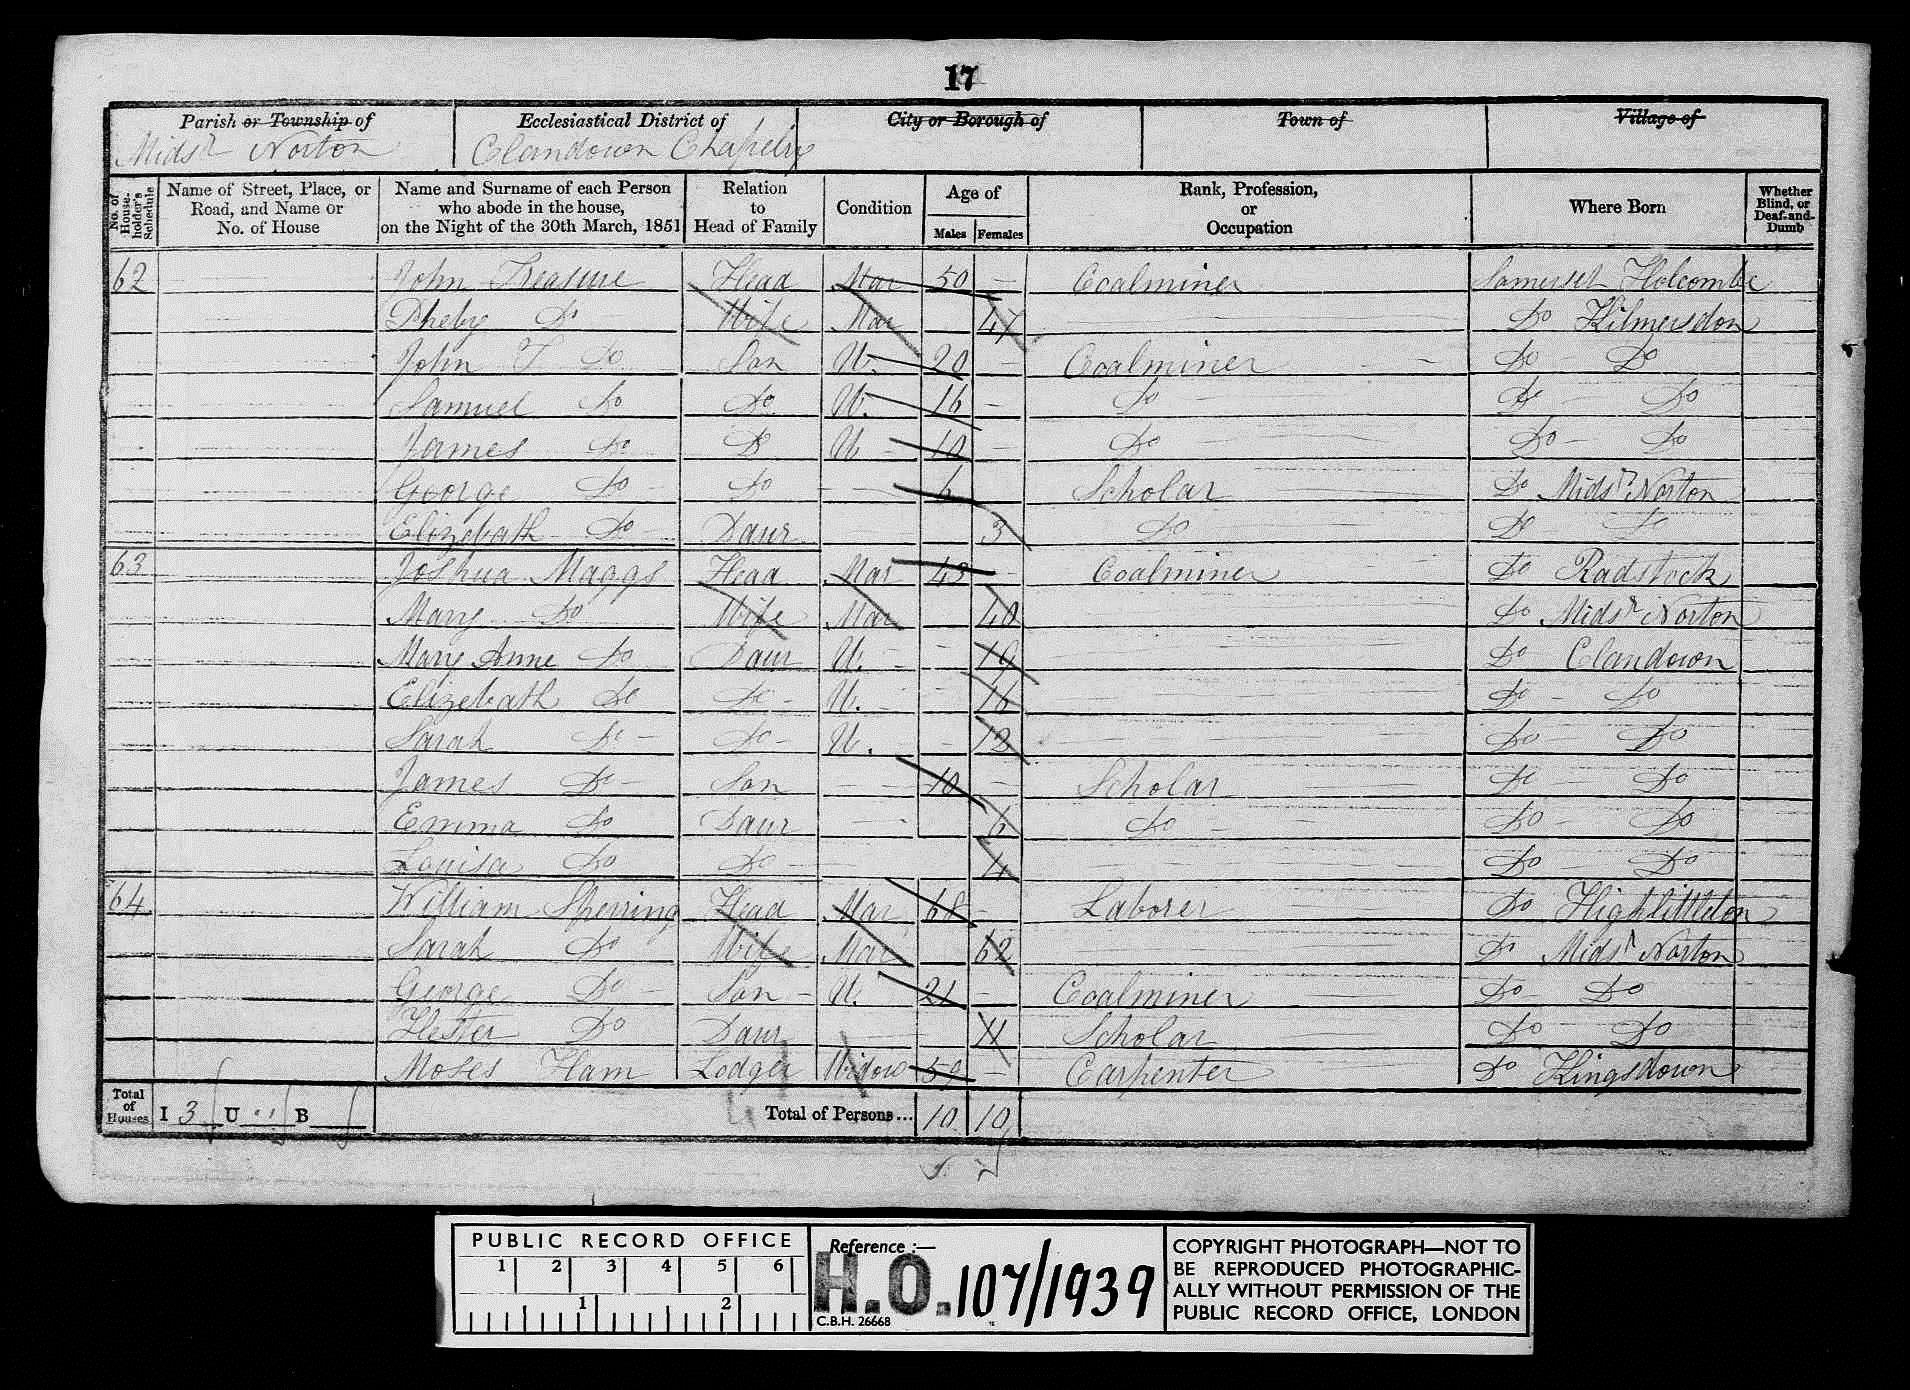 17
Parish or Township of Ecclesiastical District of City or Borough of Town of Village of
Midsr Norton Clandown Chapelry
No. of House-holder's Schedule Name of Street, Place, or Road, and Name or No. of House Name and Surname of each Person who abode in the house, on the Night of the 30th March, 1851 Relation to Head of Family Condition Age of Males Females Rank, Profession, or Occupation Where Born Whether Blind, or Deaf-and-Dumb
62 John Treasure Head Mar 50 – Coalminer Somerset Holcombe
Pheby Do Wife Mar 47 Do Kilmersdon
John T Do Son U. 20 – Coalminer – Do Do
Samuel Do Do U. 16 – Do – Do – Do
James Do Do U – 10 – Do – Do – Do
George Do – Do – 6 Scholar Do Midsr Norton
Elizebath Do – Daur 3 Do Do Do
63 Joshua Maggs Head Mar 43 – Coalminer Do Radstock
Mary Do Wife Mar 40 Do Midsr Norton
Mary Anne Do Daur U. – – 19 Do Clandown
Elizebath Do Do – U. – 16 Do – Do
Sarah Do – Do – U. – 12 Do – Do
James Do – Son – – 10 – Scholar Do – Do
Emma Do Daur – 6 Do – Do – Do
Louisa Do Do – 4 Do – Do
64 William Sperring Head Mar 68 – Laborer Do Highlittleton
Sarah Do Wife Mar 62 Do Midsr Norton
George Do – Son – U. 21 – Coalminer Do – Do
Hester Do Daur 11 Scholar Do – Do
Moses Ham Lodger Widow 59 – Carpenter Do Kingsdown
Total of Houses I 3 U B Total of Persons... 10 10
PUBLIC RECORD OFFICE
1 2 3 4 5 6
1 2
Reference :—
H.O. 107/1939
C.B.H. 26668
COPYRIGHT PHOTOGRAPH—NOT TO
BE REPRODUCED PHOTOGRAPHIC-
ALLY WITHOUT PERMISSION OF THE
PUBLIC RECORD OFFICE, LONDON